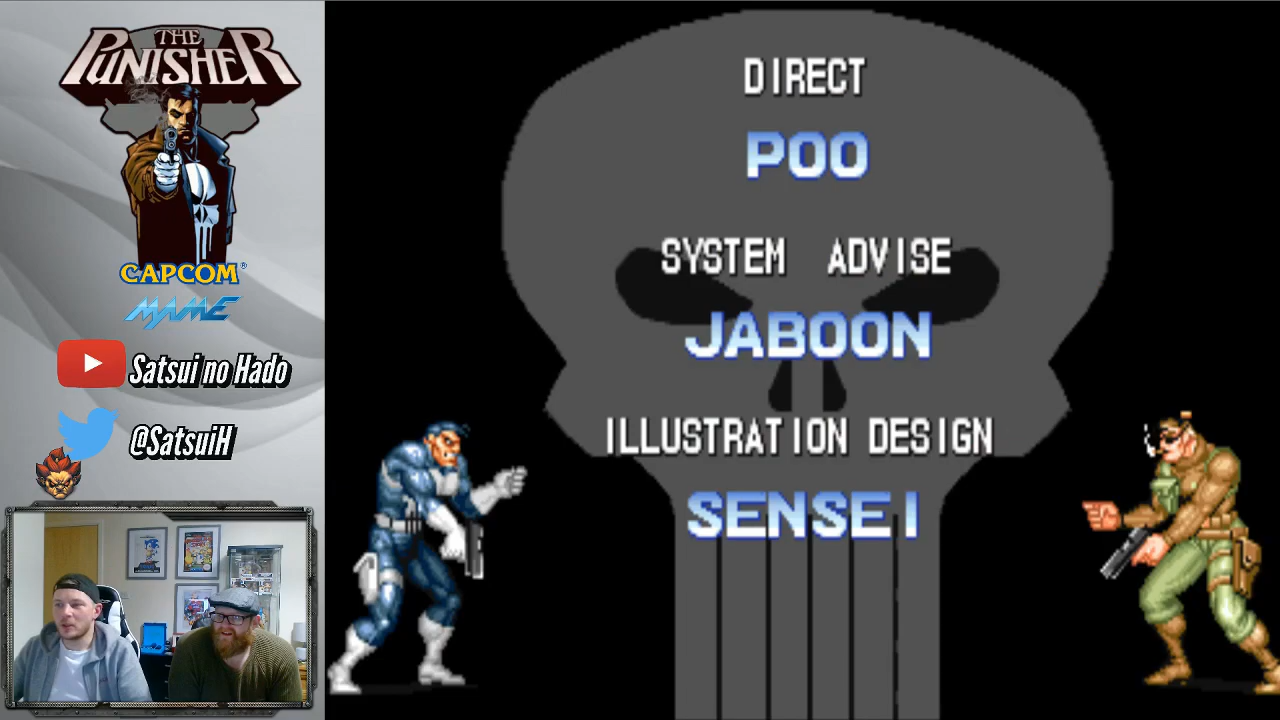 THE
PUNISHER
CAPCOM®
MAME
Satsui no Hado
@SatsuiH
DIRECT
POO
SYSTEM ADVISE
JABOON
ILLUSTRATION DESIGN
SENSEI